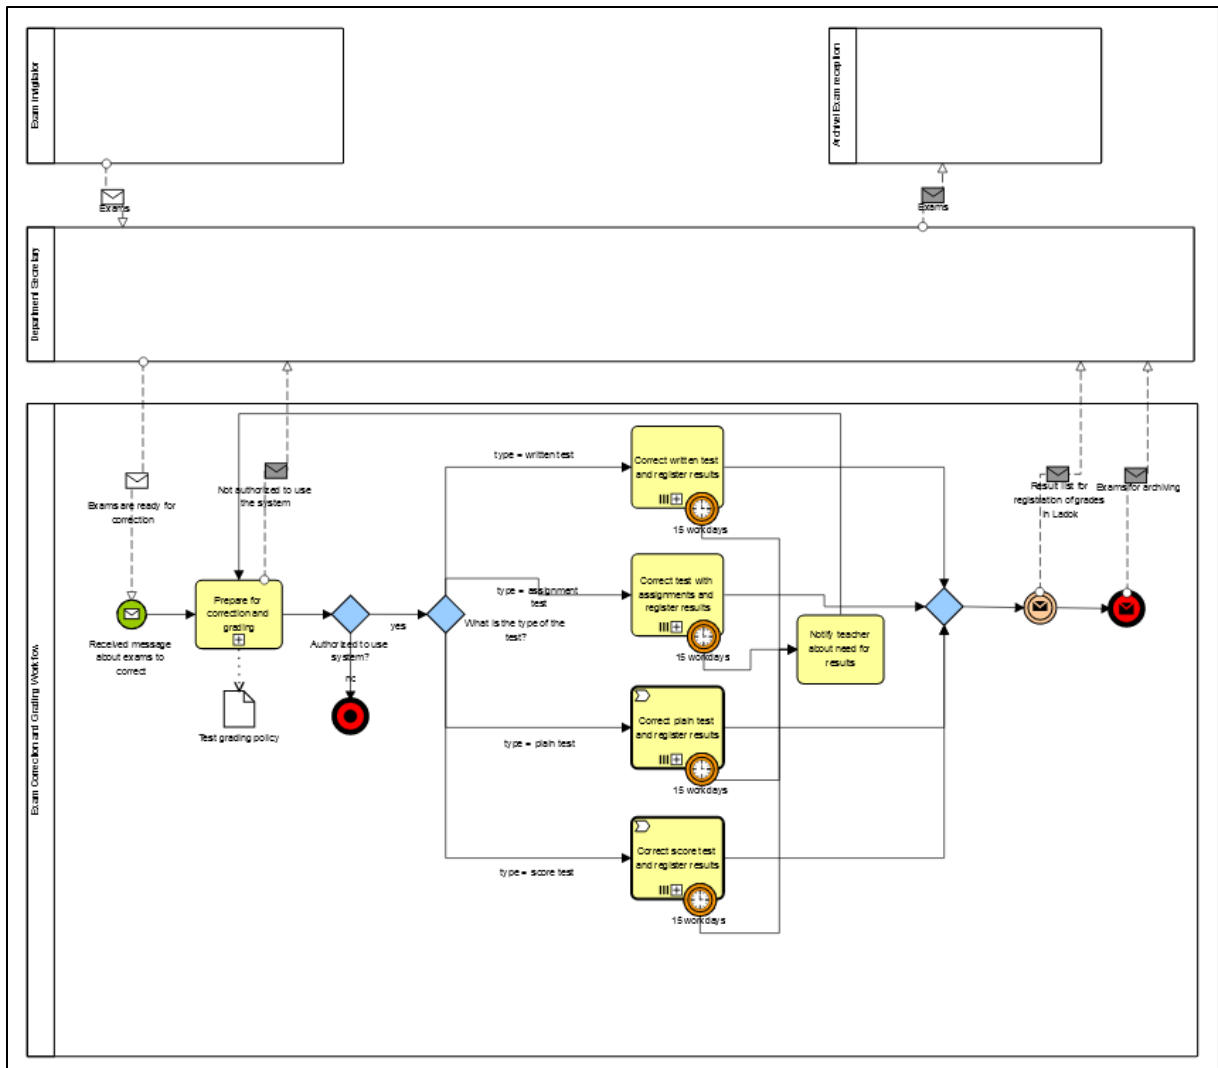 Exam invigilator
Archive/Exam reception
Exams
Exams
Department Secretary
Exam Correction and Grading Workflow
Exams are ready for
correction
Not authorized to use
the system
Result list for
registration of grades
in Ladok
Exams for archiving
type = written test
Correct written test
and register results
15 workdays
type = assignment
test
Correct test with
assignments and
register results
15 workdays
Received message
about exams to
correct
Prepare for
correction and
grading
Test grading policy
Authorized to use
system?
yes
no
What is the type of the
test?
Notify teacher
about need for
results
type = plain test
Correct plain test
and register results
15 workdays
type = score test
Correct score test
and register results
15 workdays